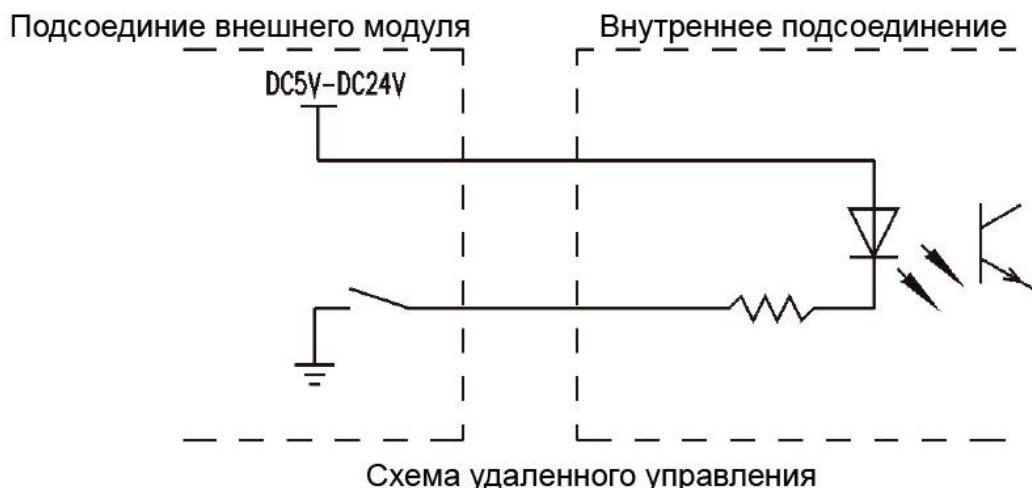 Подсоединие внешнего модуля
Внутреннее подсоединение
DC5V-DC24V
Схема удаленного управления